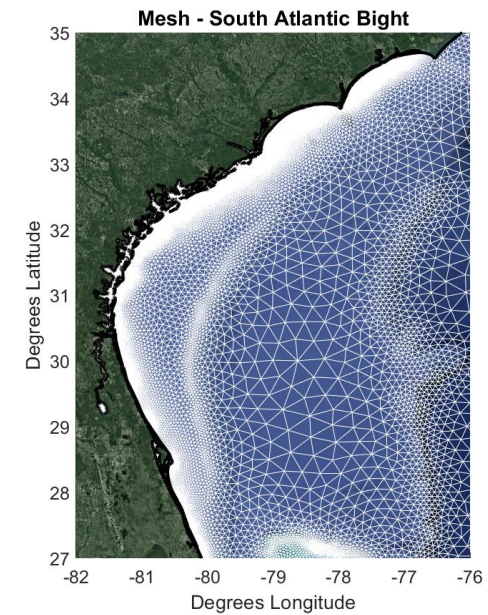 Mesh - South Atlantic Bight
35
34
33
32
31
30
29
28
27
Degrees Latitude
-82 -81 -80 -79 -78 -77 -76
Degrees Longitude